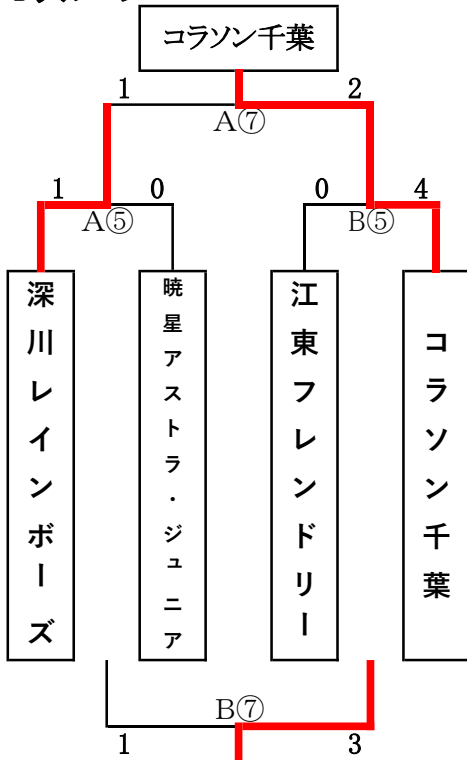 コラソン千葉
1 2
A⑦
1 0 0 4
A⑤ B⑤
深川レインボーズ
暁星アストラ・ジュニア
江東フレンドリー
コラソン千葉
B⑦
1 3